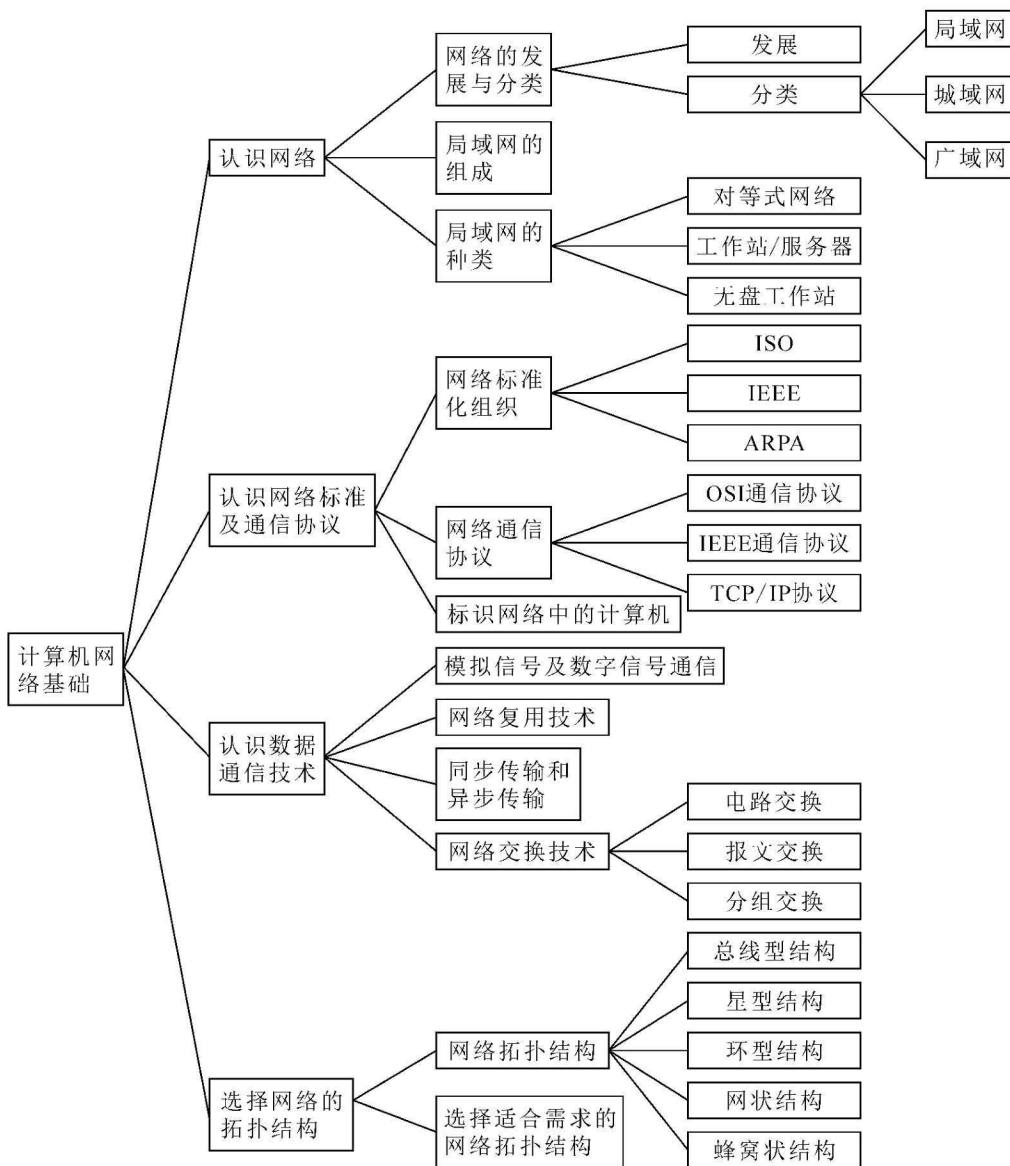 计算机网
络基础
认识网络
网络的发
展与分类
发展
分类
局域网
城域网
广域网
局域网的
组成
局域网的
种类
对等式网络
工作站/服务器
无盘工作站
认识网络标准
及通信协议
网络标准
化组织
ISO
IEEE
ARPA
网络通信
协议
OSI通信协议
IEEE通信协议
TCP/IP协议
标识网络中的计算机
认识数据
通信技术
模拟信号及数字信号通信
网络复用技术
同步传输和
异步传输
网络交换技术
电路交换
报文交换
分组交换
选择网络的
拓扑结构
网络拓扑结构
总线型结构
星型结构
环型结构
网状结构
蜂窝状结构
选择适合需求的
网络拓扑结构